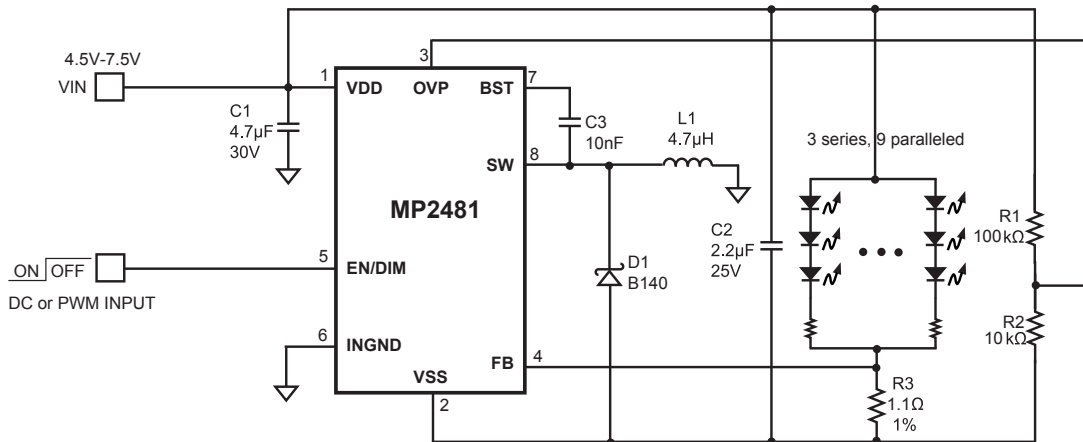 4.5V-7.5V
VIN
1
3
7
VDD
OVP
BST
C1
4.7µF
30V
C3
10nF
L1
4.7µH
8
SW
3 series, 9 paralleled
MP2481
C2
2.2µF
25V
R1
100kΩ
ON OFF
5
EN/DIM
D1
B140
DC or PWM INPUT
R2
10kΩ
6
INGND
FB
4
VSS
2
R3
1.1Ω
1%